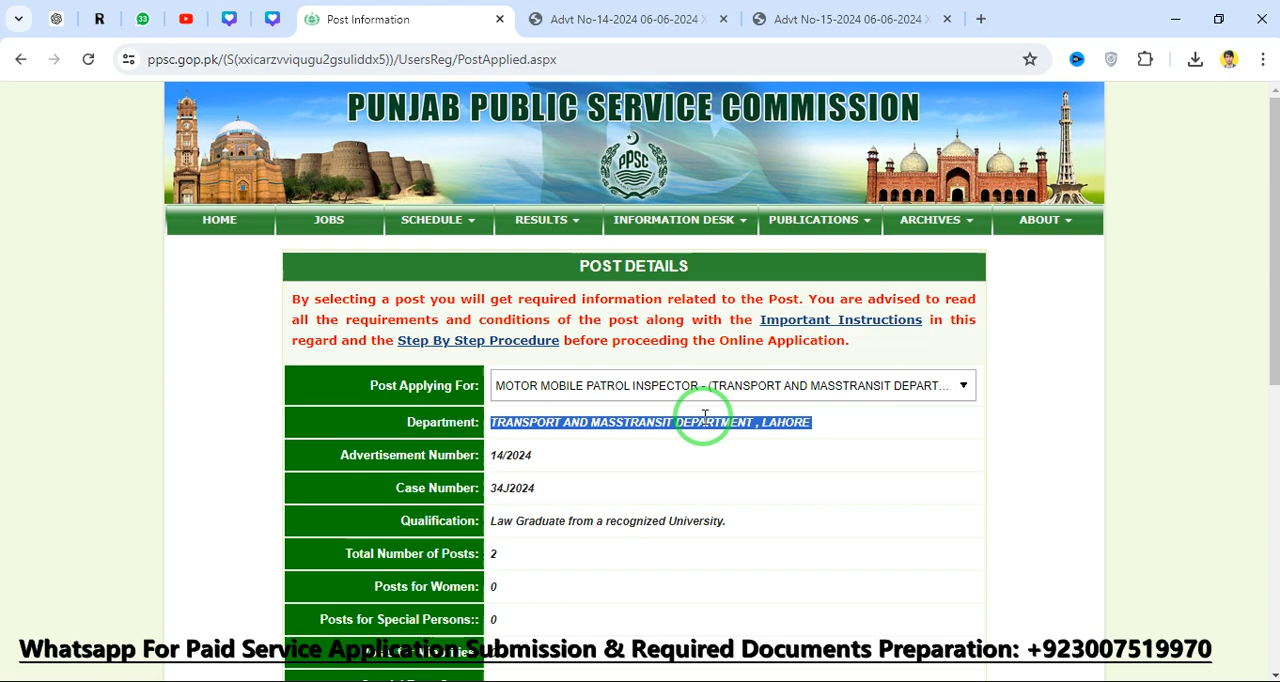 33
Post Information
Advt No-14-2024 06-06-2024
Advt No-15-2024 06-06-2024
ppsc.gop.pk/(S(xxicarzvviqugu2gsuliddx5))/UsersReg/PostApplied.aspx
PUNJAB PUBLIC SERVICE COMMISSION
PPSC
HOME JOBS SCHEDULE RESULTS INFORMATION DESK PUBLICATIONS ARCHIVES ABOUT
POST DETAILS
By selecting a post you will get required information related to the Post. You are advised to read
all the requirements and conditions of the post along with the Important Instructions in this
regard and the Step By Step Procedure before proceeding the Online Application.
Post Applying For: MOTOR MOBILE PATROL INSPECTOR - (TRANSPORT AND MASSTRANSIT DEPART...
Department: TRANSPORT AND MASSTRANSIT DEPARTMENT , LAHORE
Advertisement Number: 14/2024
Case Number: 34J2024
Qualification: Law Graduate from a recognized University.
Total Number of Posts: 2
Posts for Women: 0
Posts for Special Persons:: 0
Whatsapp For Paid Service Application Submission & Required Documents Preparation: +923007519970